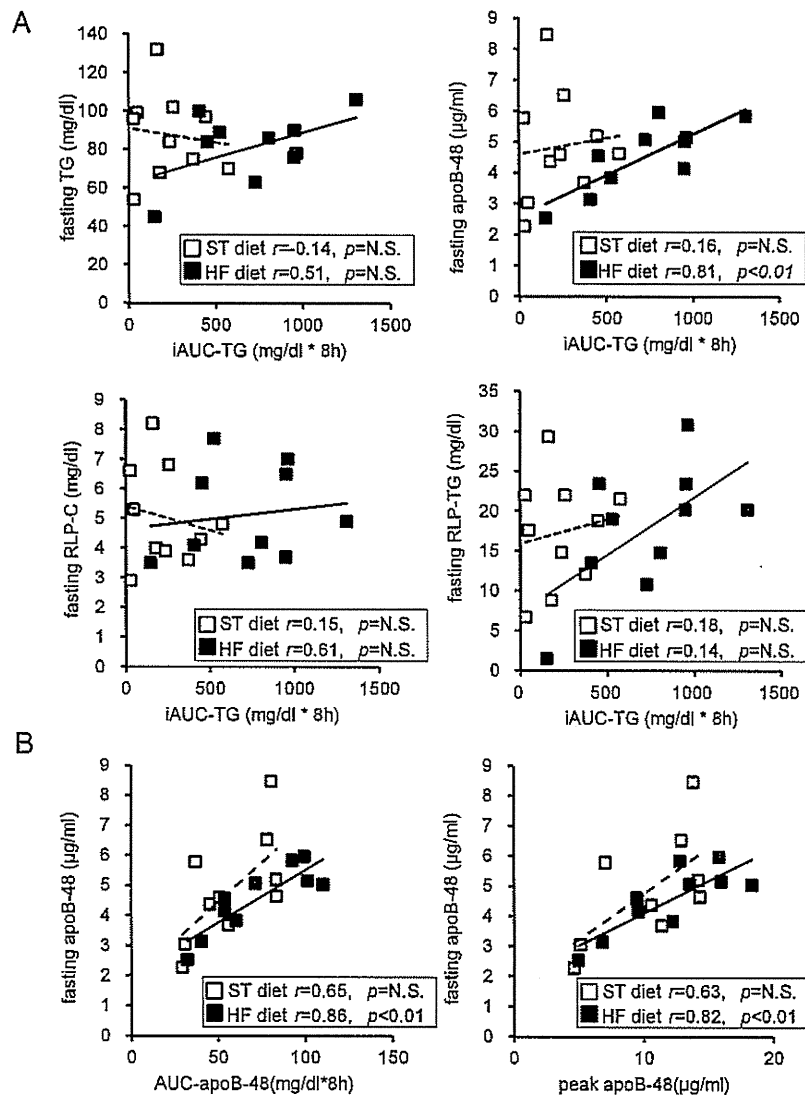 A
fasting TG (mg/dl)
140
120
100
80
60
40
20
0
□ ST diet r=-0.14, p=N.S.
■ HF diet r=0.51, p=N.S.
0 500 1000 1500
iAUC-TG (mg/dl * 8h)
fasting apoB-48 (µg/ml)
9
8
7
6
5
4
3
2
1
0
□ ST diet r=0.16, p=N.S.
■ HF diet r=0.81, p<0.01
0 500 1000 1500
iAUC-TG (mg/dl * 8h)
fasting RLP-C (mg/dl)
9
8
7
6
5
4
3
2
1
0
□ ST diet r=0.15, p=N.S.
■ HF diet r=0.61, p=N.S.
0 500 1000 1500
iAUC-TG (mg/dl * 8h)
fasting RLP-TG (mg/dl)
35
30
25
20
15
10
5
0
□ ST diet r=0.18, p=N.S.
■ HF diet r=0.14, p=N.S.
0 500 1000 1500
iAUC-TG (mg/dl * 8h)
B
fasting apoB-48 (µg/ml)
9
8
7
6
5
4
3
2
1
0
□ ST diet r=0.65, p=N.S.
■ HF diet r=0.86, p<0.01
0 50 100 150
AUC-apoB-48(mg/dl*8h)
fasting apoB-48 (µg/ml)
9
8
7
6
5
4
3
2
1
0
□ ST diet r=0.63, p=N.S.
■ HF diet r=0.82, p<0.01
0 10 20
peak apoB-48(µg/ml)